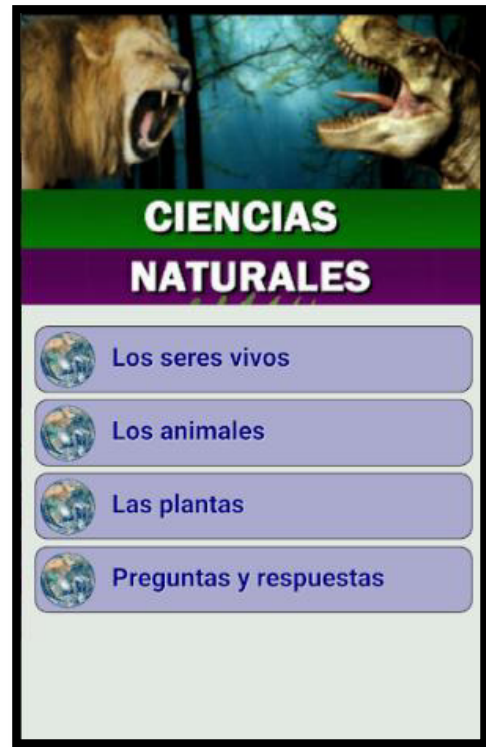 CIENCIAS
NATURALES
Los seres vivos
Los animales
Las plantas
Preguntas y respuestas